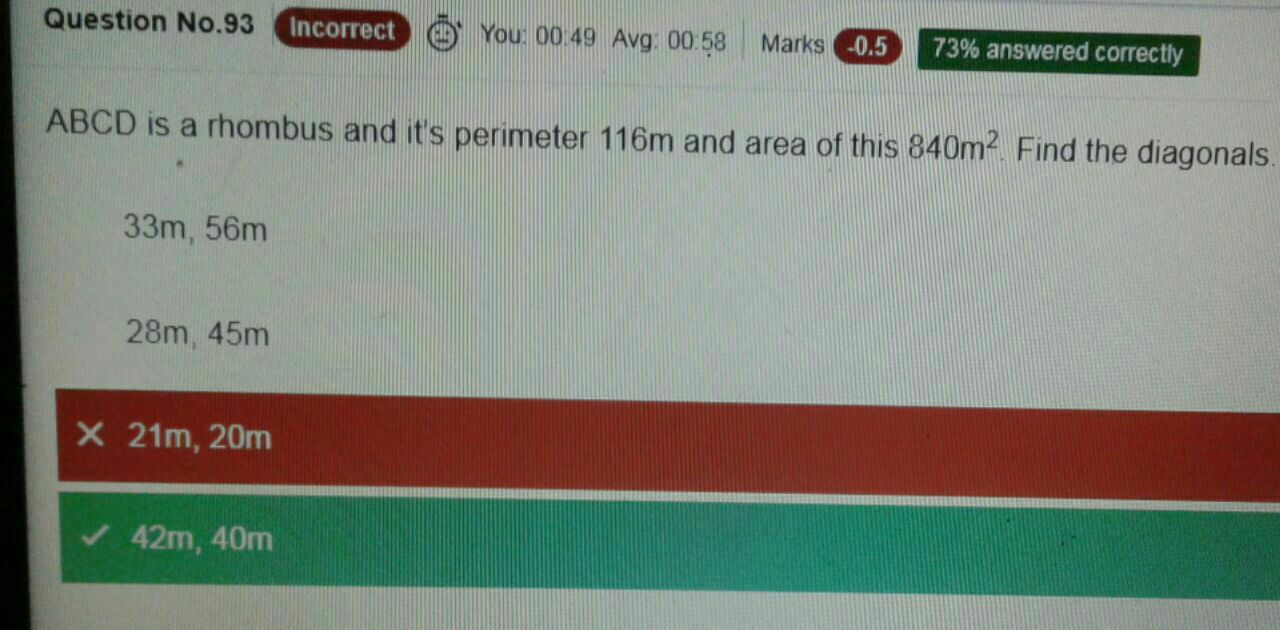 Question No.93 Incorrect You: 00:49 Avg: 00:58 Marks -0.5 73% answered correctly
ABCD is a rhombus and it's perimeter 116m and area of this 840m². Find the diagonals.
33m, 56m
28m, 45m
✕ 21m, 20m
✓ 42m, 40m